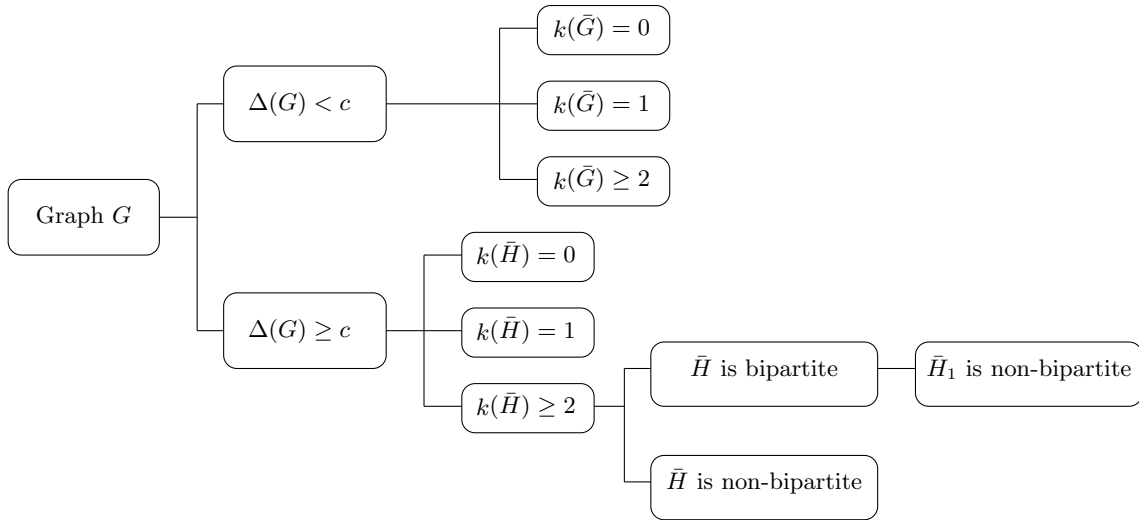 Graph G
Δ(G) < c
k(Ḡ) = 0
k(Ḡ) = 1
k(Ḡ) ≥ 2
Δ(G) ≥ c
k(H̄) = 0
k(H̄) = 1
k(H̄) ≥ 2
H̄ is bipartite
H̄₁ is non-bipartite
H̄ is non-bipartite